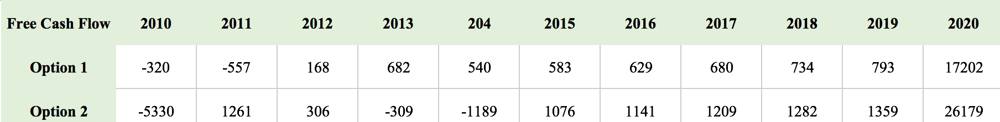 Free Cash Flow 2010 2011 2012 2013 204 2015 2016 2017 2018 2019 2020
Option 1 -320 -557 168 682 540 583 629 680 734 793 17202
Option 2 -5330 1261 306 -309 -1189 1076 1141 1209 1282 1359 26179